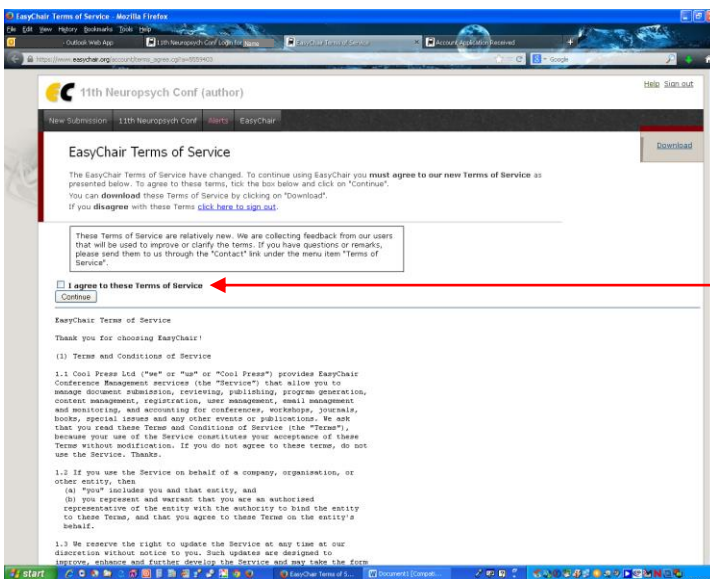 EasyChair Terms of Service - Mozilla Firefox
File Edit View History Bookmarks Tools Help
- Outlook Web App
11th Neuropsych Conf Login for Name
EasyChair Terms of Service
Account Application Received
https://www.easychair.org/account/terms_agree.cgi?a=
Google
EC 11th Neuropsych Conf (author)
Help Sign out
New Submission 11th Neuropsych Conf Alerts EasyChair
EasyChair Terms of Service
Download
The EasyChair Terms of Service have changed. To continue using EasyChair you must agree to our new Terms of Service as
presented below. To agree to these terms, tick the box below and click on "Continue".
You can download these Terms of Service by clicking on "Download".
If you disagree with these Terms click here to sign out.
These Terms of Service are relatively new. We are collecting feedback from our users
that will be used to improve or clarify the terms. If you have questions or remarks,
please send them to us through the "Contact" link under the menu item "Terms of
Service".
I agree to these Terms of Service
Continue
EasyChair Terms of Service
Thank you for choosing EasyChair!
(1) Terms and Conditions of Service
1.1 Cool Press Ltd ("we" or "us" or "Cool Press") provides EasyChair
Conference Management services (the "Service") that allow you to
manage document submission, reviewing, publishing, program generation,
content management, registration, user management, email management
and monitoring, and accounting for conferences, workshops, journals,
books, special issues and any other events or publications. We ask
that you read these Terms and Conditions of Service (the "Terms"),
because your use of the Service constitutes your acceptance of these
Terms without modification. If you do not agree to these terms, do not
use the Service. Thanks.
1.2 If you use the Service on behalf of a company, organisation, or
other entity, then
(a) "you" includes you and that entity, and
(b) you represent and warrant that you are an authorised
representative of the entity with the authority to bind the entity
to these Terms, and that you agree to these Terms on the entity's
behalf.
1.3 We reserve the right to update the Service at any time at our
discretion without notice to you. Such updates are designed to
improve, enhance and further develop the Service and may take the form
start
EasyChair Terms of S...
Document1 [Compat...